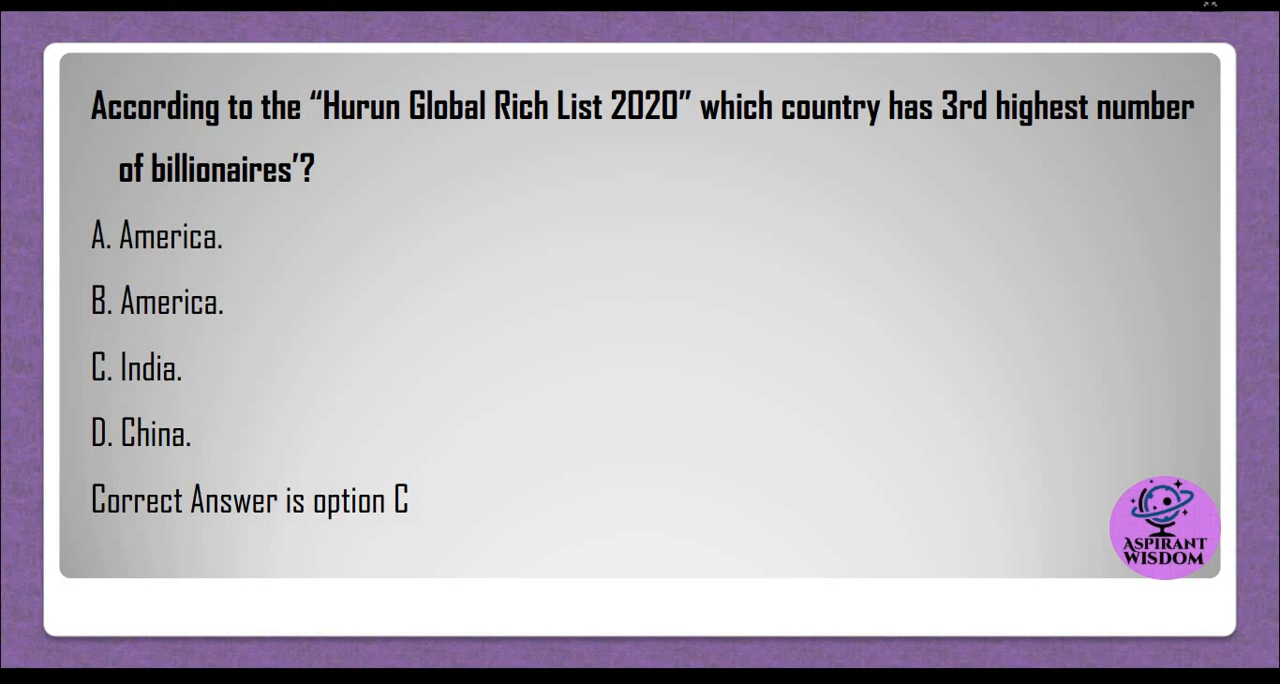 According to the “Hurun Global Rich List 2020” which country has 3rd highest number
of billionaires’?
A. America.
B. America.
C. India.
D. China.
Correct Answer is option C
ASPIRANT
WISDOM